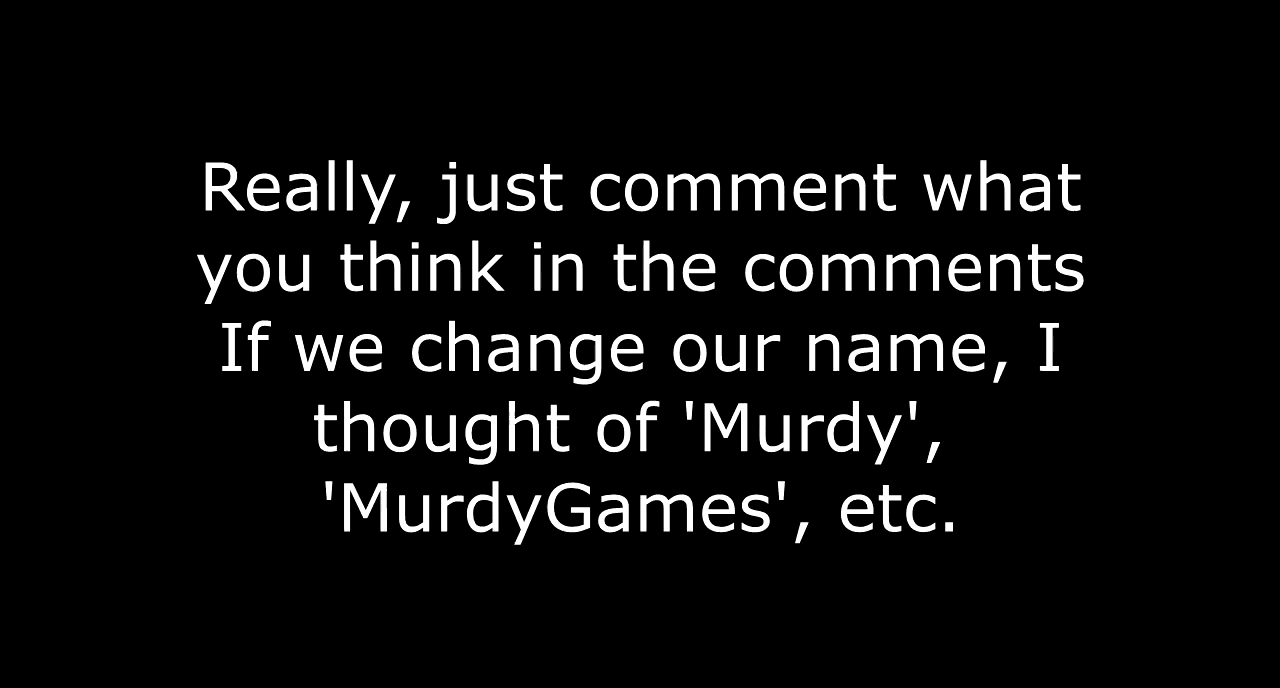 Really, just comment what
you think in the comments
If we change our name, I
thought of 'Murdy',
'MurdyGames', etc.